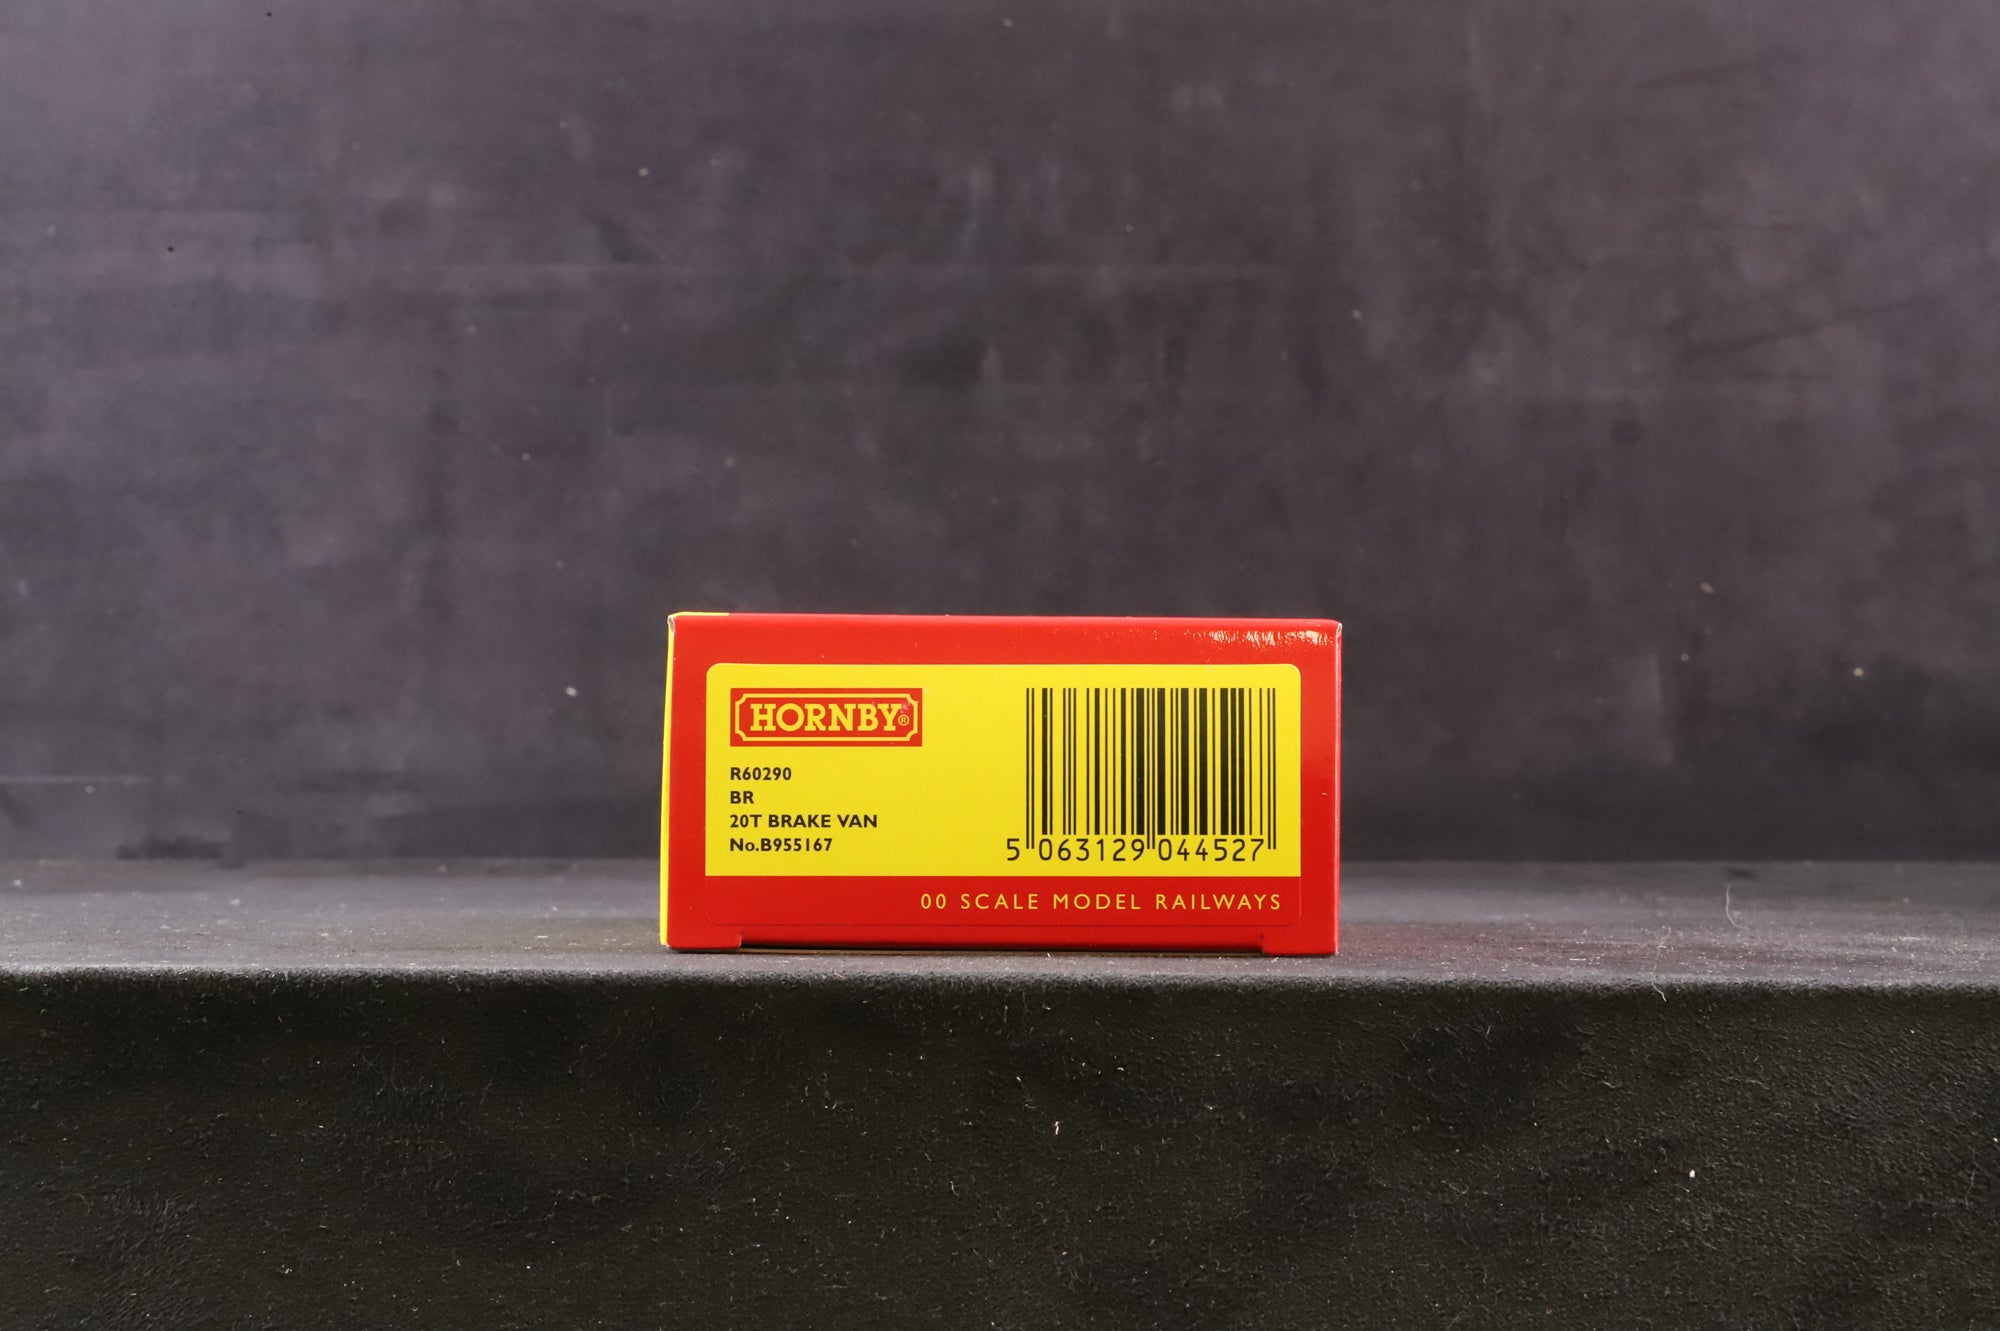 HORNBY®
R60290
BR
20T BRAKE VAN
No.B955167
5 063129 044527
00 SCALE MODEL RAILWAYS